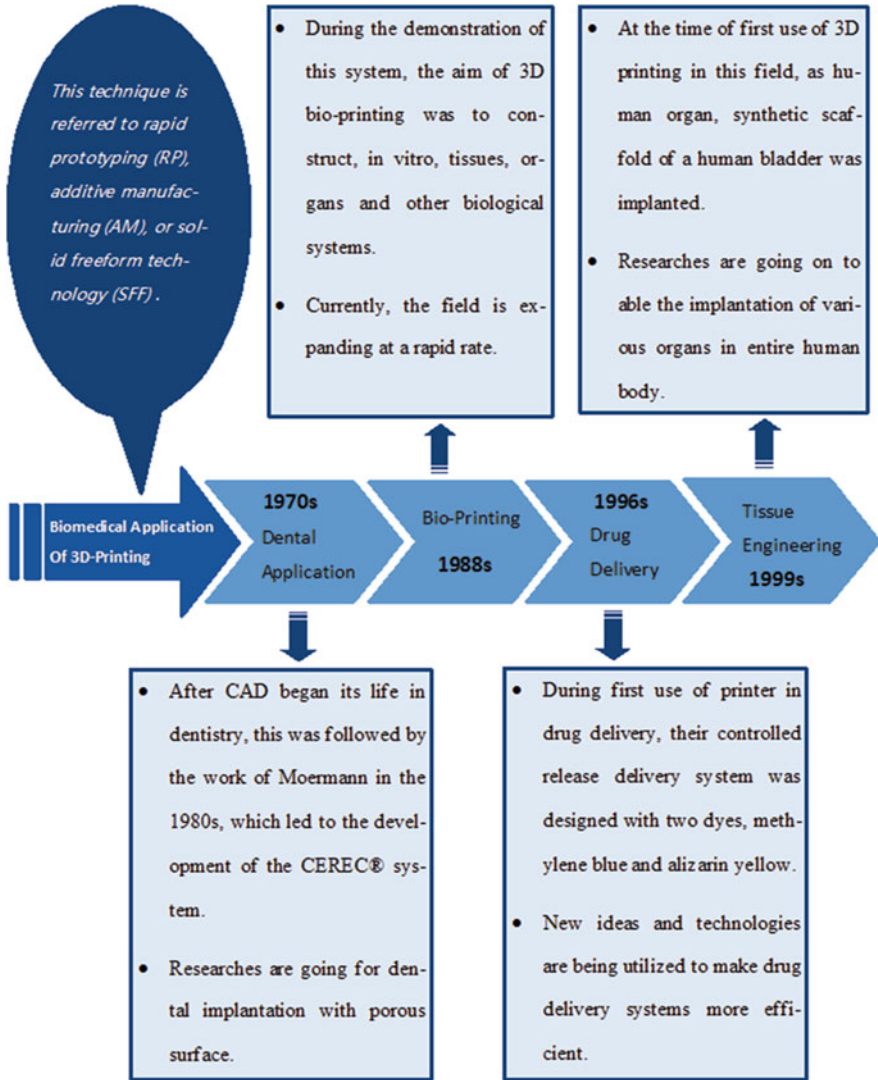 This technique is
referred to rapid
prototyping (RP),
additive manufac-
turing (AM), or sol-
id freeform tech-
nology (SFF) .
• During the demonstration of
this system, the aim of 3D
bio-printing was to con-
struct, in vitro, tissues, or-
gans and other biological
systems.
• Currently, the field is ex-
panding at a rapid rate.
• At the time of first use of 3D
printing in this field, as hu-
man organ, synthetic scaf-
fold of a human bladder was
implanted.
• Researches are going on to
able the implantation of vari-
ous organs in entire human
body.
Biomedical Application
Of 3D-Printing
1970s
Dental
Application
Bio-Printing
1988s
1996s
Drug
Delivery
Tissue
Engineering
1999s
• After CAD began its life in
dentistry, this was followed by
the work of Moermann in the
1980s, which led to the devel-
opment of the CEREC® sys-
tem.
• Researches are going for den-
tal implantation with porous
surface.
• During first use of printer in
drug delivery, their controlled
release delivery system was
designed with two dyes, meth-
ylene blue and alizarin yellow.
• New ideas and technologies
are being utilized to make drug
delivery systems more effi-
cient.